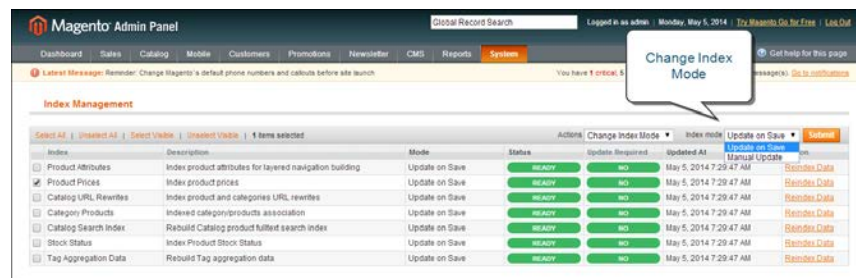 Magento Admin Panel
Global Record Search
Logged in as admin | Monday, May 5, 2014 | Try Magento Go for Free | Log Out
Dashboard Sales Catalog Mobile Customers Promotions Newsletter CMS Reports System
Get help for this page
Change Index
Mode
Latest Message: Reminder: Change Magento's default phone numbers and callouts before site launch
You have 1 critical, 5
message(s). Go to notifications
Index Management
Select All | Unselect All | Select Visible | Unselect Visible | 1 items selected
Actions Change Index Mode Index mode Update on Save Submit
Update on Save
Manual Update
Index Description Mode Status Update Required Updated At
Product Attributes Index product attributes for layered navigation building Update on Save READY NO May 5, 2014 7:29:47 AM Reindex Data
Product Prices Index product prices Update on Save READY NO May 5, 2014 7:29:47 AM Reindex Data
Catalog URL Rewrites Index product and categories URL rewrites Update on Save READY NO May 5, 2014 7:29:47 AM Reindex Data
Category Products Indexed category/products association Update on Save READY NO May 5, 2014 7:29:47 AM Reindex Data
Catalog Search Index Rebuild Catalog product fulltext search index Update on Save READY NO May 5, 2014 7:29:47 AM Reindex Data
Stock Status Index Product Stock Status Update on Save READY NO May 5, 2014 7:29:47 AM Reindex Data
Tag Aggregation Data Rebuild Tag aggregation data Update on Save READY NO May 5, 2014 7:29:47 AM Reindex Data